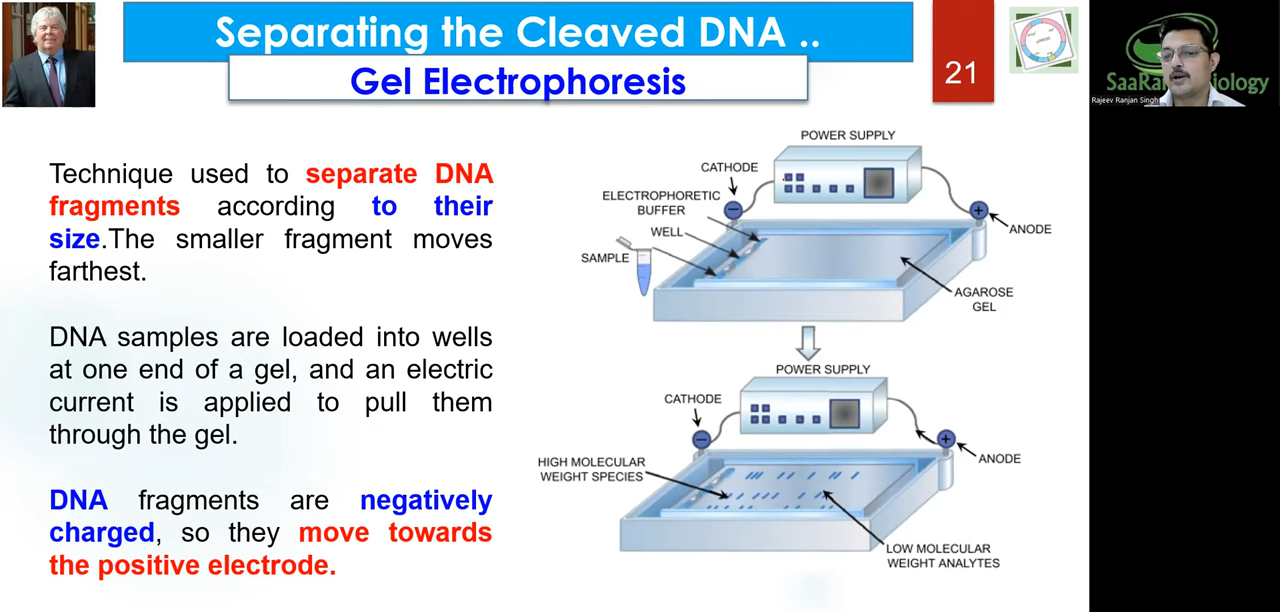 Separating the Cleaved DNA ..
Gel Electrophoresis
21
Rajeev Ranjan Singh
Technique used to separate DNA
fragments according to their
size.The smaller fragment moves
farthest.
DNA samples are loaded into wells
at one end of a gel, and an electric
current is applied to pull them
through the gel.
DNA fragments are negatively
charged, so they move towards
the positive electrode.
POWER SUPPLY
CATHODE
ELECTROPHORETIC
BUFFER
WELL
SAMPLE
−
+
ANODE
AGAROSE
GEL
POWER SUPPLY
CATHODE
−
+
ANODE
HIGH MOLECULAR
WEIGHT SPECIES
LOW MOLECULAR
WEIGHT ANALYTES